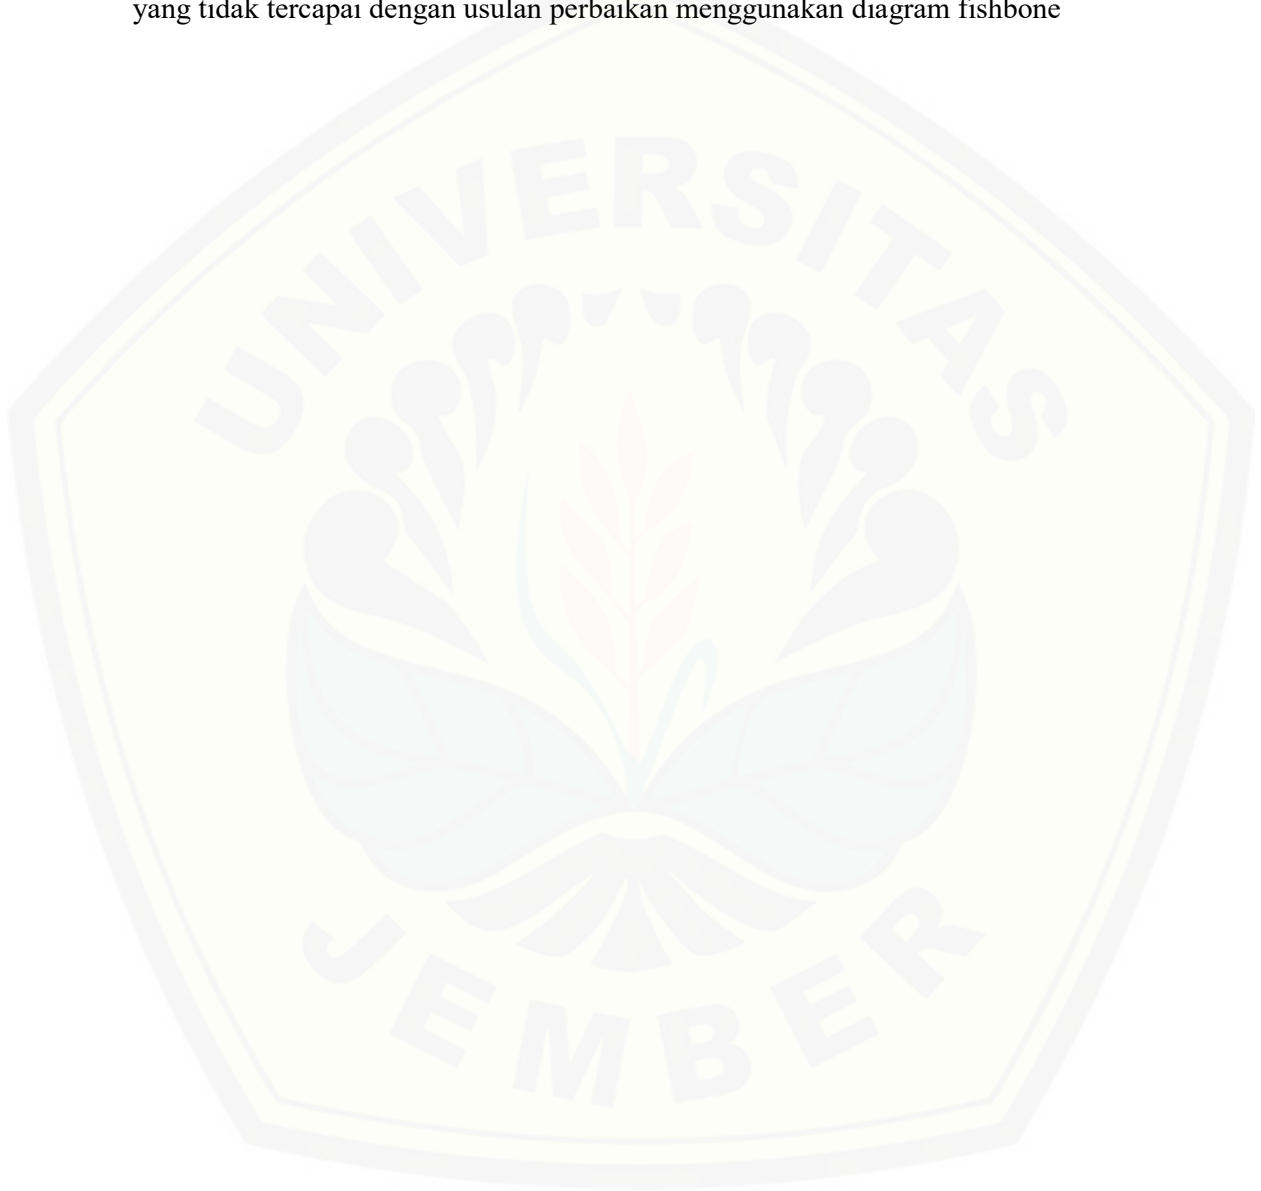 yang tidak tercapai dengan usulan perbaikan menggunakan diagram fishbone
UNIVERSITAS
JEMBER